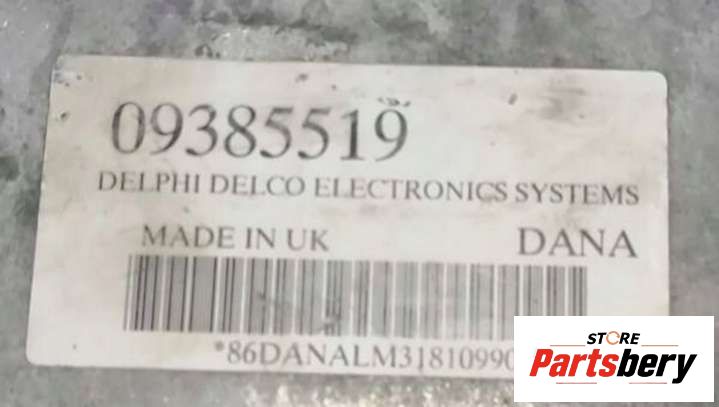 09385519
DELPHI DELCO ELECTRONICS SYSTEMS
MADE IN UK DANA
*86DANALM3181099
STORE
Partsbery